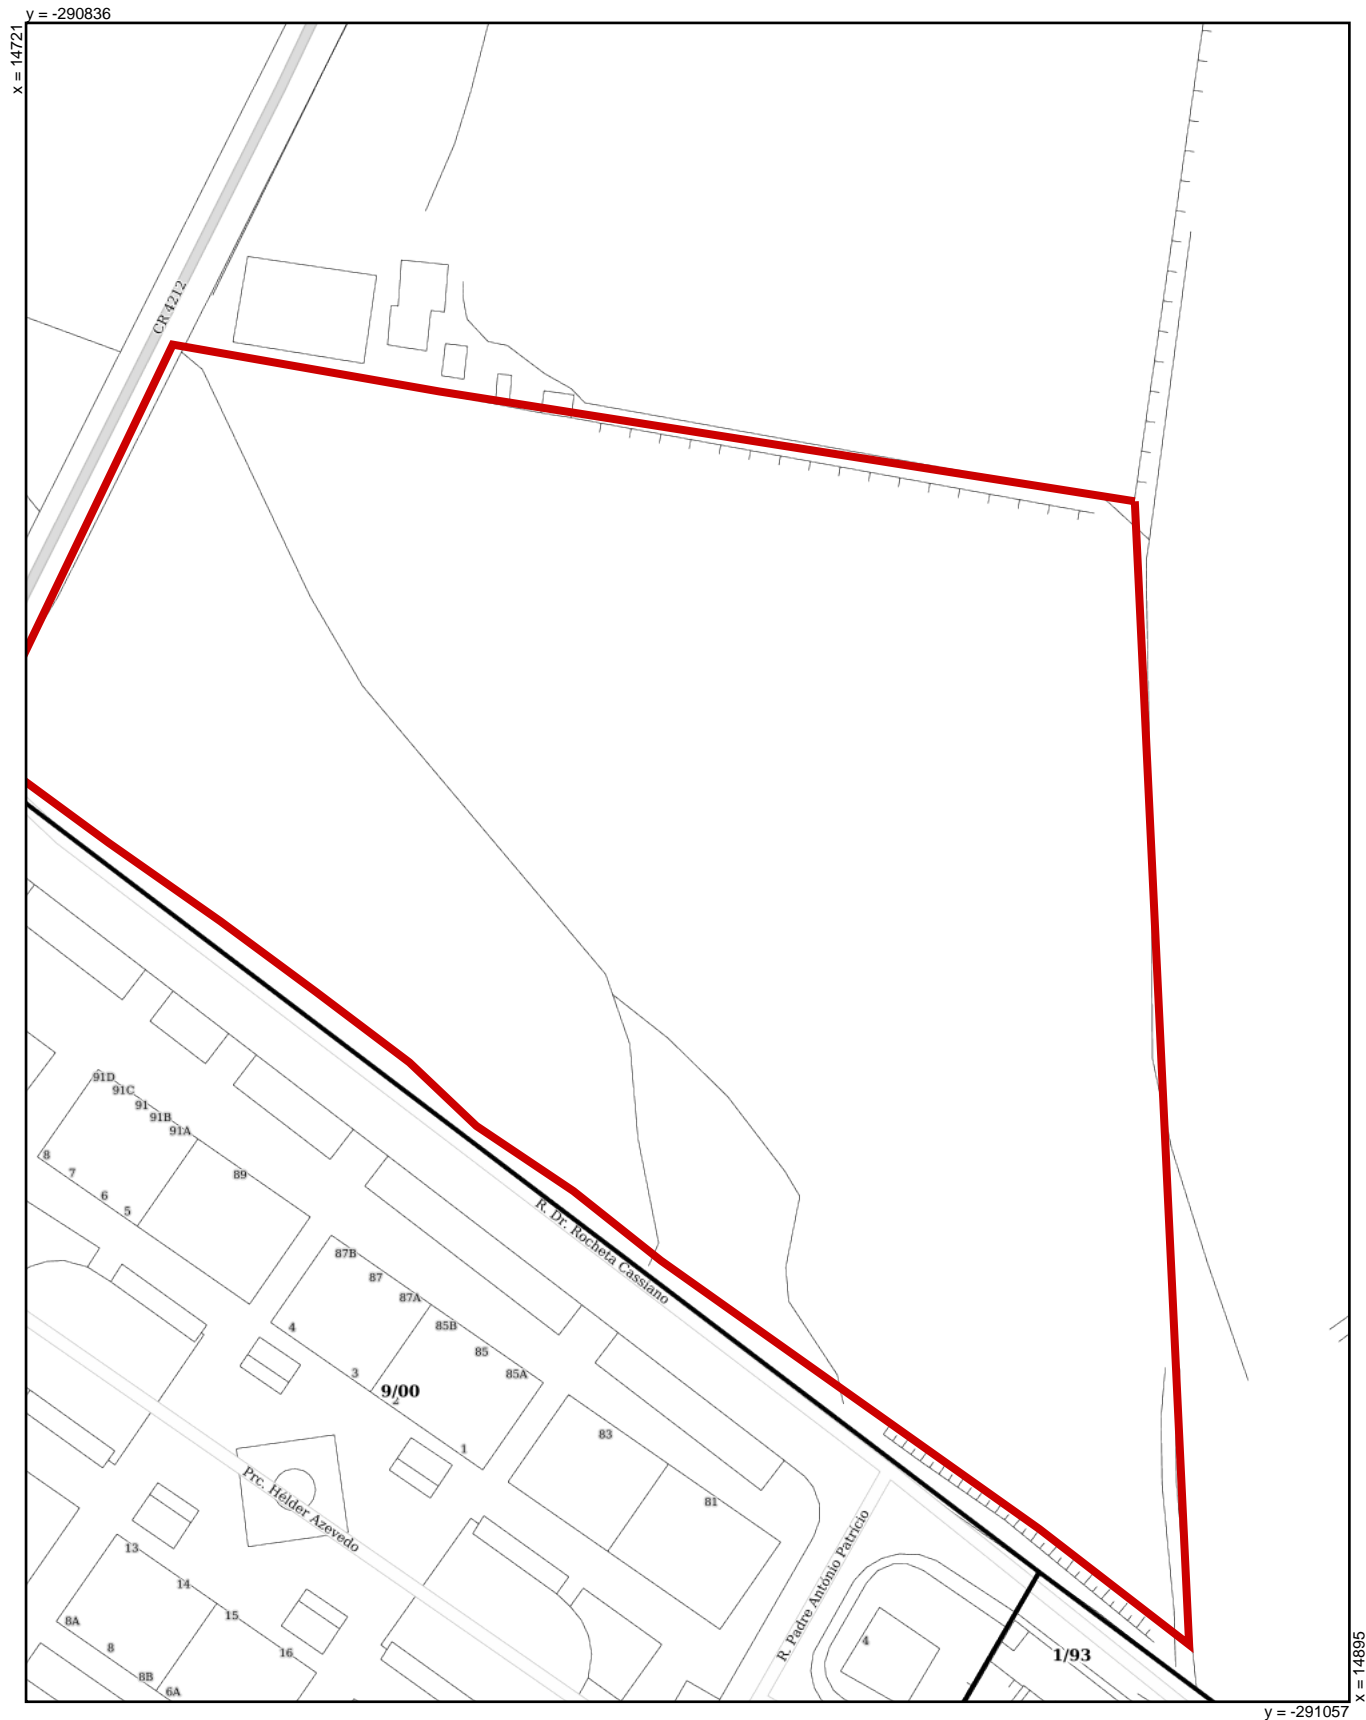 y = -290836
x = 14721
CR 4212
R. Dr. Rocheta Cassiano
91D
91C
91
91B
91A
8
7
6
5
89
87B
87
87A
85B
85
85A
4
3
9/00
2
1
83
81
Prc. Hélder Azevedo
R. Padre António Patrício
13
14
15
16
8A
8
8B
6A
4
1/93
x = 14895
y = -291057